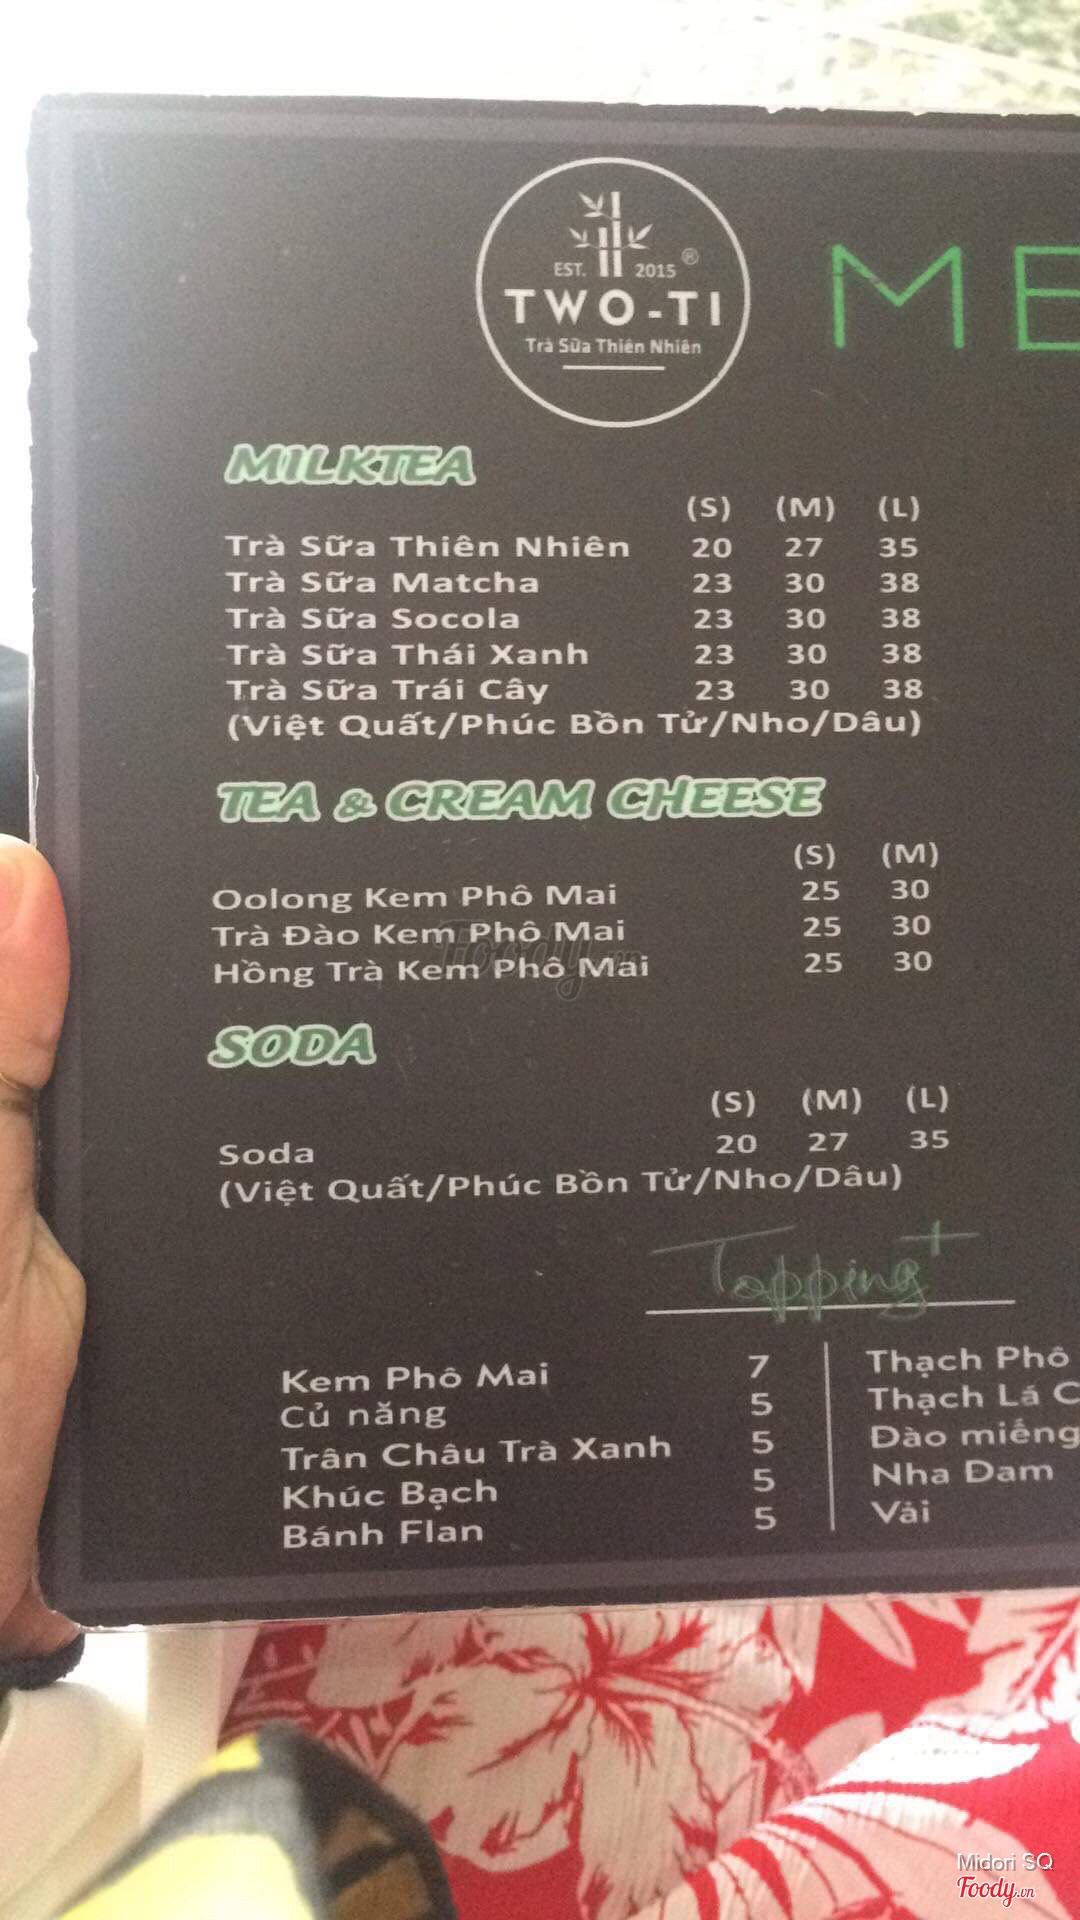 EST. 2015 ®
TWO-TI
Trà Sữa Thiên Nhiên
ME
MILKTEA
(S) (M) (L)
Trà Sữa Thiên Nhiên 20 27 35
Trà Sữa Matcha 23 30 38
Trà Sữa Socola 23 30 38
Trà Sữa Thái Xanh 23 30 38
Trà Sữa Trái Cây 23 30 38
(Việt Quất/Phúc Bồn Tử/Nho/Dâu)
TEA & CREAM CHEESE
(S) (M)
Oolong Kem Phô Mai 25 30
Trà Đào Kem Phô Mai 25 30
Hồng Trà Kem Phô Mai 25 30
Foody.vn
SODA
(S) (M) (L)
Soda 20 27 35
(Việt Quất/Phúc Bồn Tử/Nho/Dâu)
Topping+
Kem Phô Mai 7
Củ năng 5
Trân Châu Trà Xanh 5
Khúc Bạch 5
Bánh Flan 5
Thạch Phô
Thạch Lá C
Đào miếng
Nha Đam
Vải
Midori SQ
Foody.vn